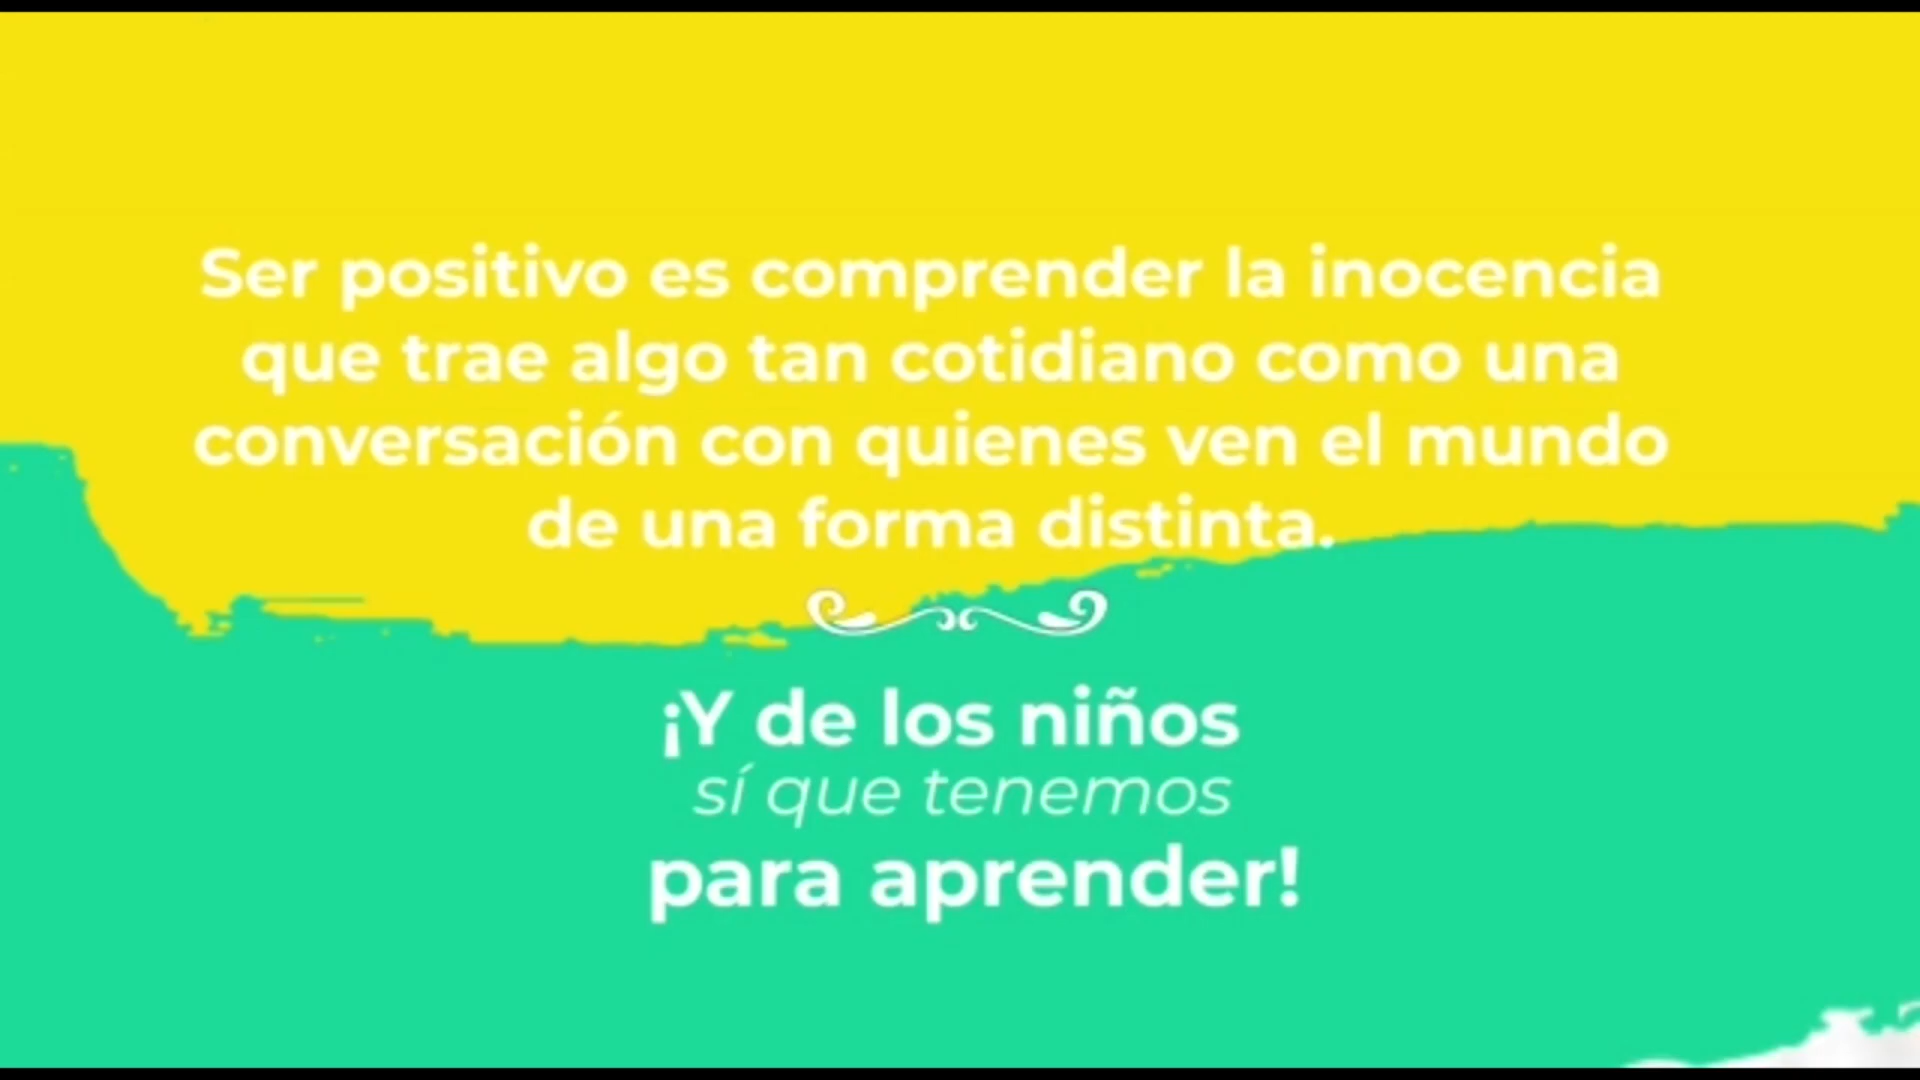 Ser positivo es comprender la inocencia
que trae algo tan cotidiano como una
conversación con quienes ven el mundo
de una forma distinta.
¡Y de los niños
sí que tenemos
para aprender!